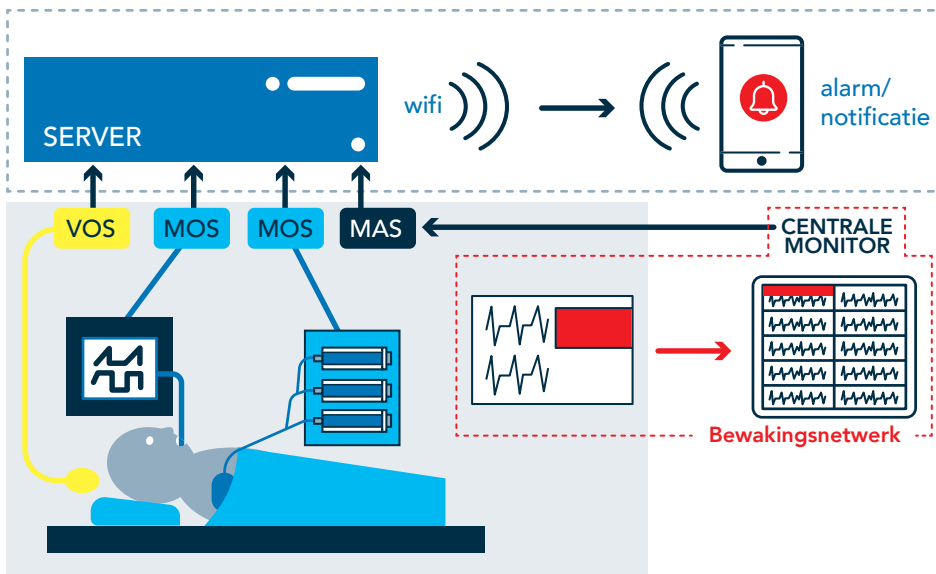 SERVER
wifi
alarm/
notificatie
VOS
MOS
MOS
MAS
CENTRALE
MONITOR
Bewakingsnetwerk